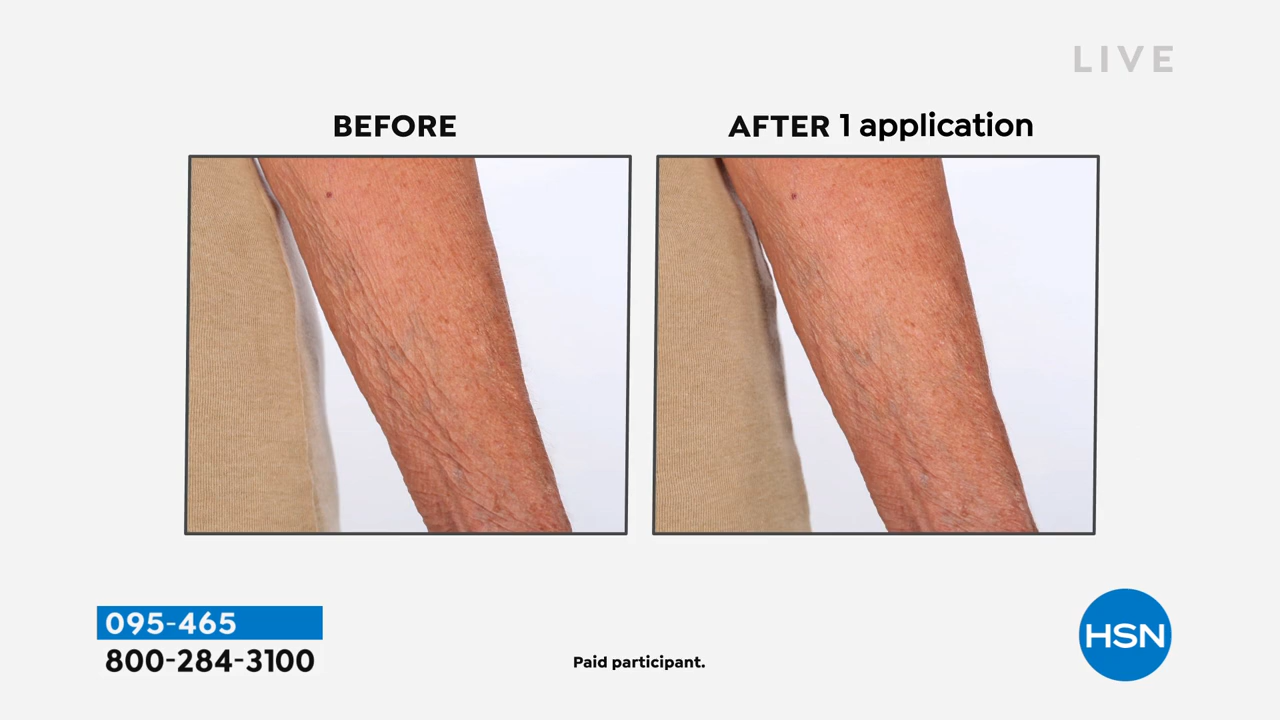 LIVE
BEFORE
AFTER 1 application
095-465
800-284-3100
Paid participant.
HSN